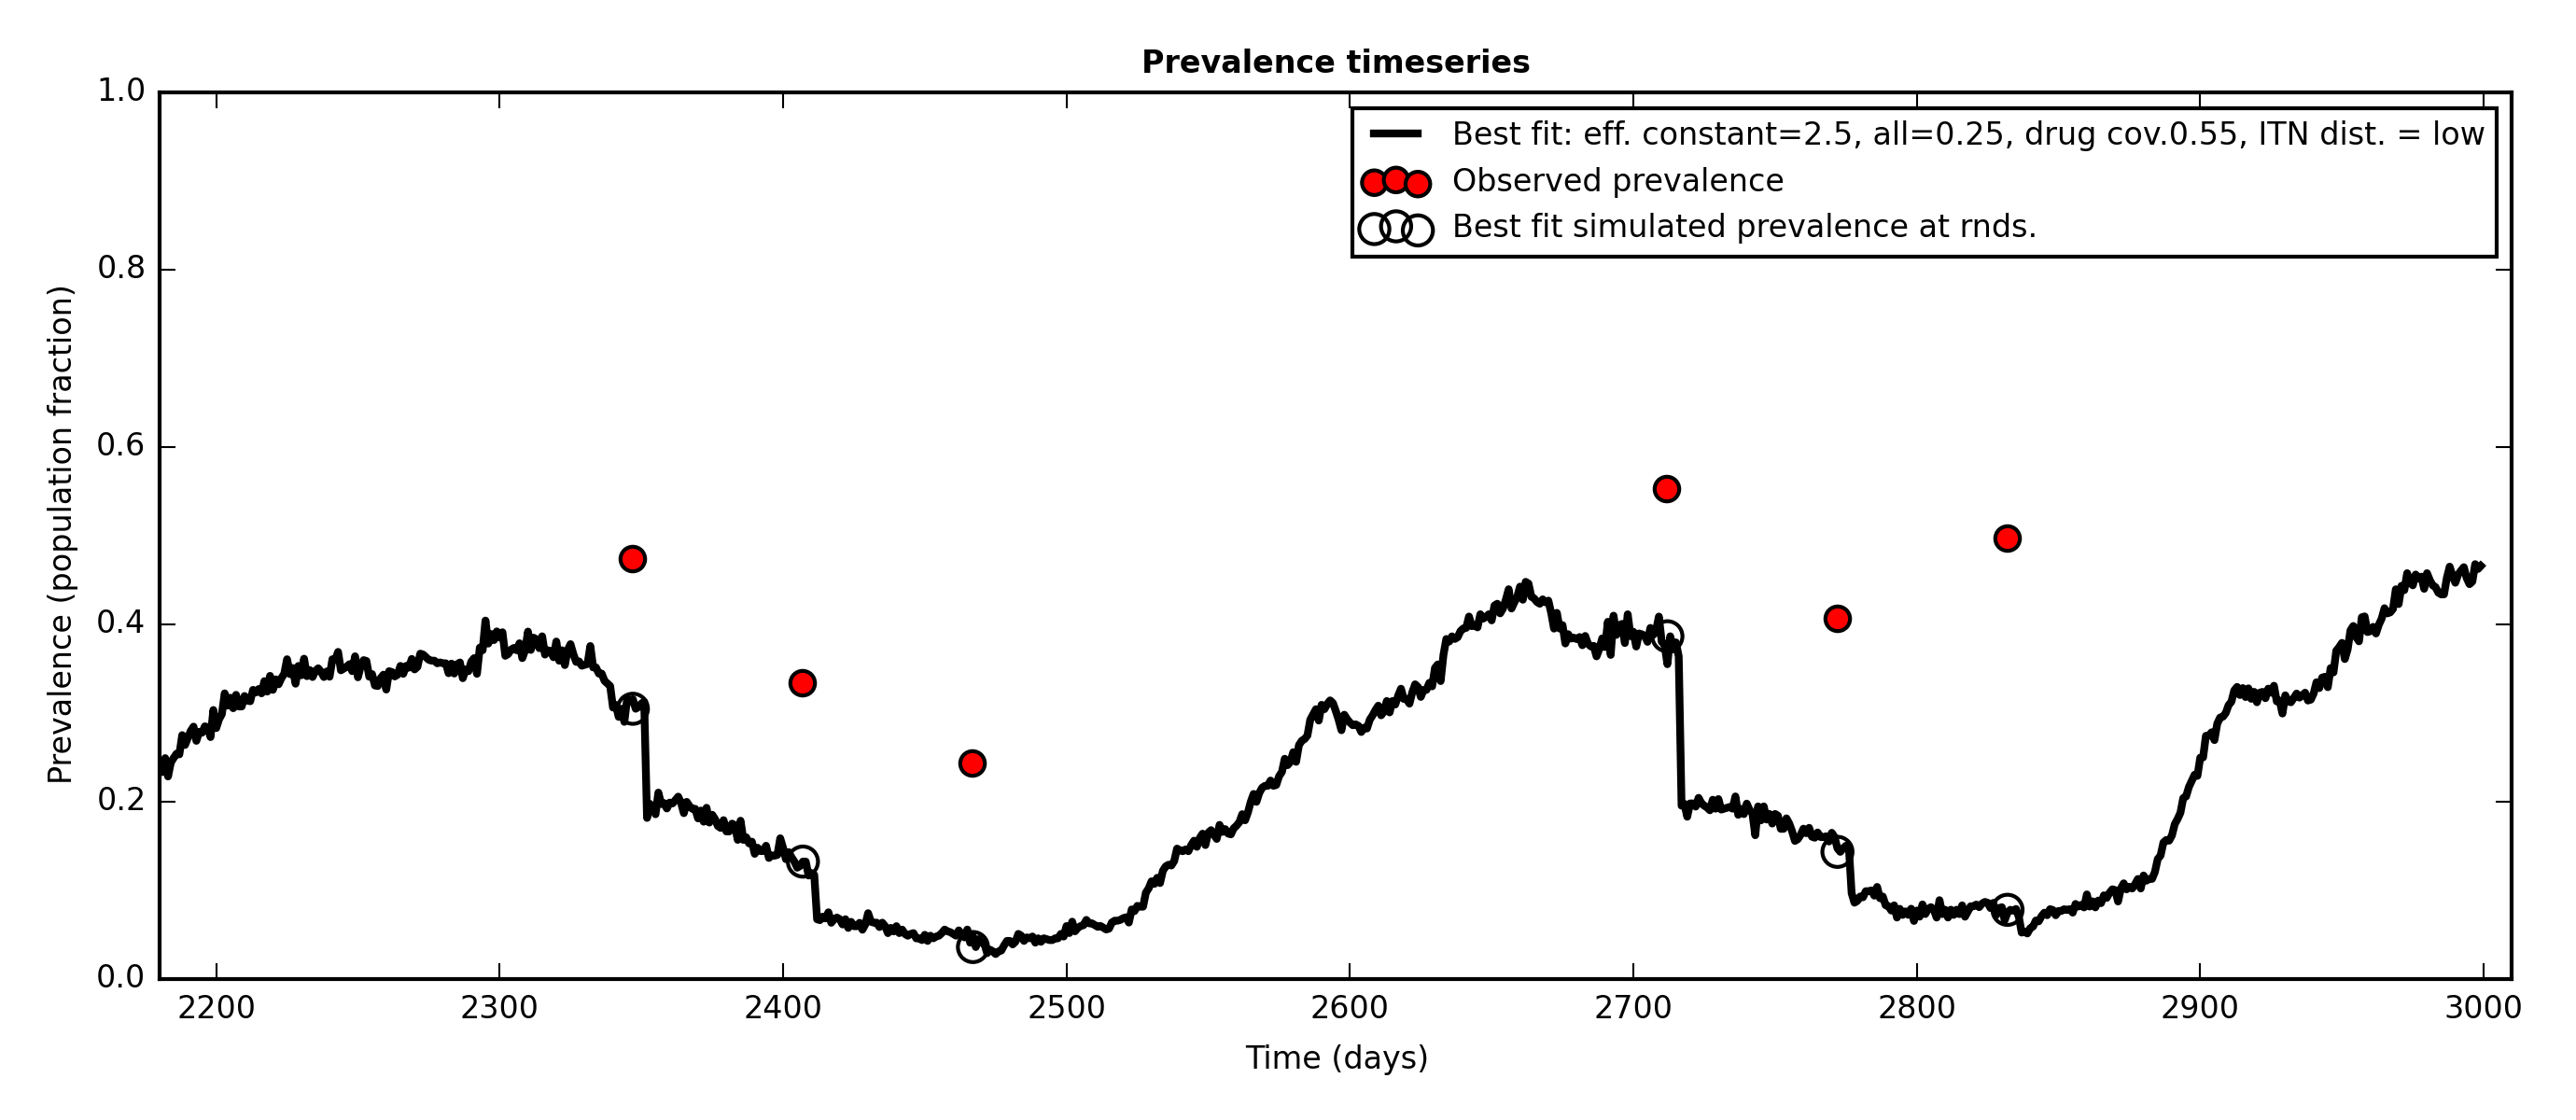 Prevalence timeseries
1.0
0.8
0.6
0.4
0.2
0.0
Prevalence (population fraction)
Best fit: eff. constant=2.5, all=0.25, drug cov.0.55, ITN dist. = low
Observed prevalence
Best fit simulated prevalence at rnds.
2200 2300 2400 2500 2600 2700 2800 2900 3000
Time (days)